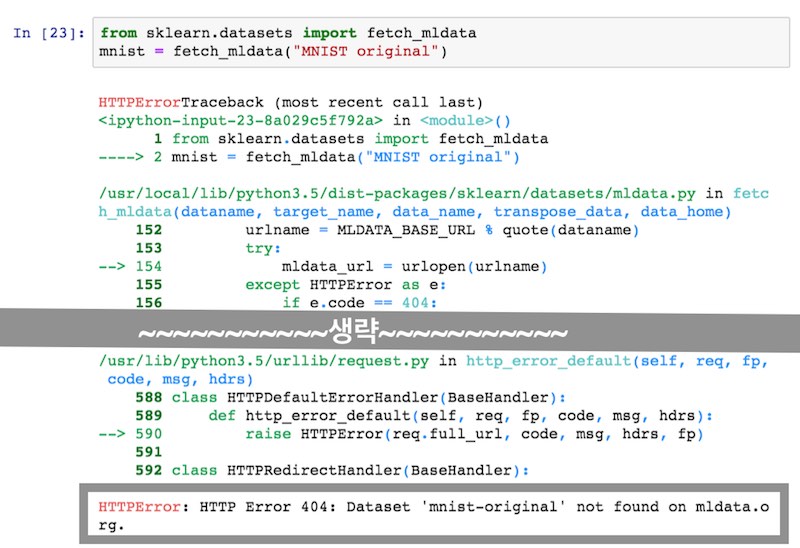 In [23]: from sklearn.datasets import fetch_mldata
mnist = fetch_mldata("MNIST original")
HTTPErrorTraceback (most recent call last)
<ipython-input-23-8a029c5f792a> in <module>()
1 from sklearn.datasets import fetch_mldata
----> 2 mnist = fetch_mldata("MNIST original")
/usr/local/lib/python3.5/dist-packages/sklearn/datasets/mldata.py in fetc
h_mldata(dataname, target_name, data_name, transpose_data, data_home)
152         urlname = MLDATA_BASE_URL % quote(dataname)
153         try:
--> 154             mldata_url = urlopen(urlname)
155         except HTTPError as e:
156             if e.code == 404:
~~~~~~~~~~~생략~~~~~~~~~~~
/usr/lib/python3.5/urllib/request.py in http_error_default(self, req, fp,
code, msg, hdrs)
588 class HTTPDefaultErrorHandler(BaseHandler):
589     def http_error_default(self, req, fp, code, msg, hdrs):
--> 590         raise HTTPError(req.full_url, code, msg, hdrs, fp)
591
592 class HTTPRedirectHandler(BaseHandler):
HTTPError: HTTP Error 404: Dataset 'mnist-original' not found on mldata.o
rg.